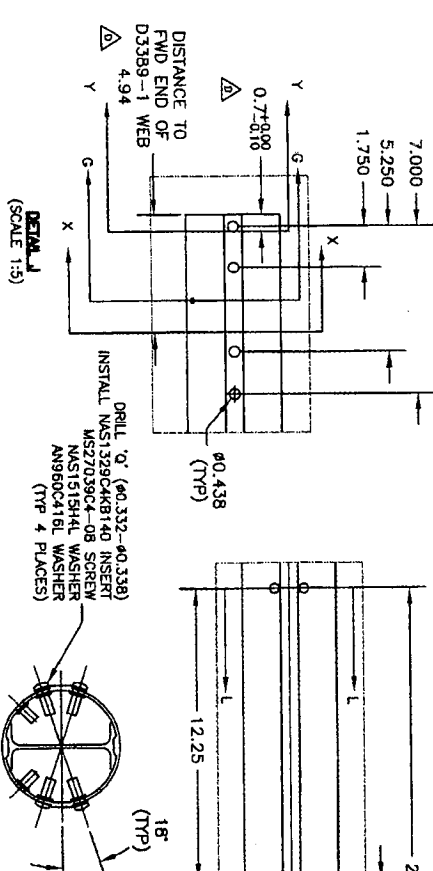 7.000
5.250
1.750
Y
0.7+0.00
-0.10
D
G
X
DISTANCE TO
FWD END OF
D3389-1 WEB
4.94
D
Y
G
X
DETAIL J
(SCALE 1:5)
ø0.438
(TYP)
DRILL 'Q' (ø0.332-ø0.338)
INSTALL NAS1329C4KB140 INSERT
MS27039C4-08 SCREW
NAS1515H4L WASHER
AN960C416L WASHER
(TYP 4 PLACES)
L
L
12.25
2
18°
(TYP)